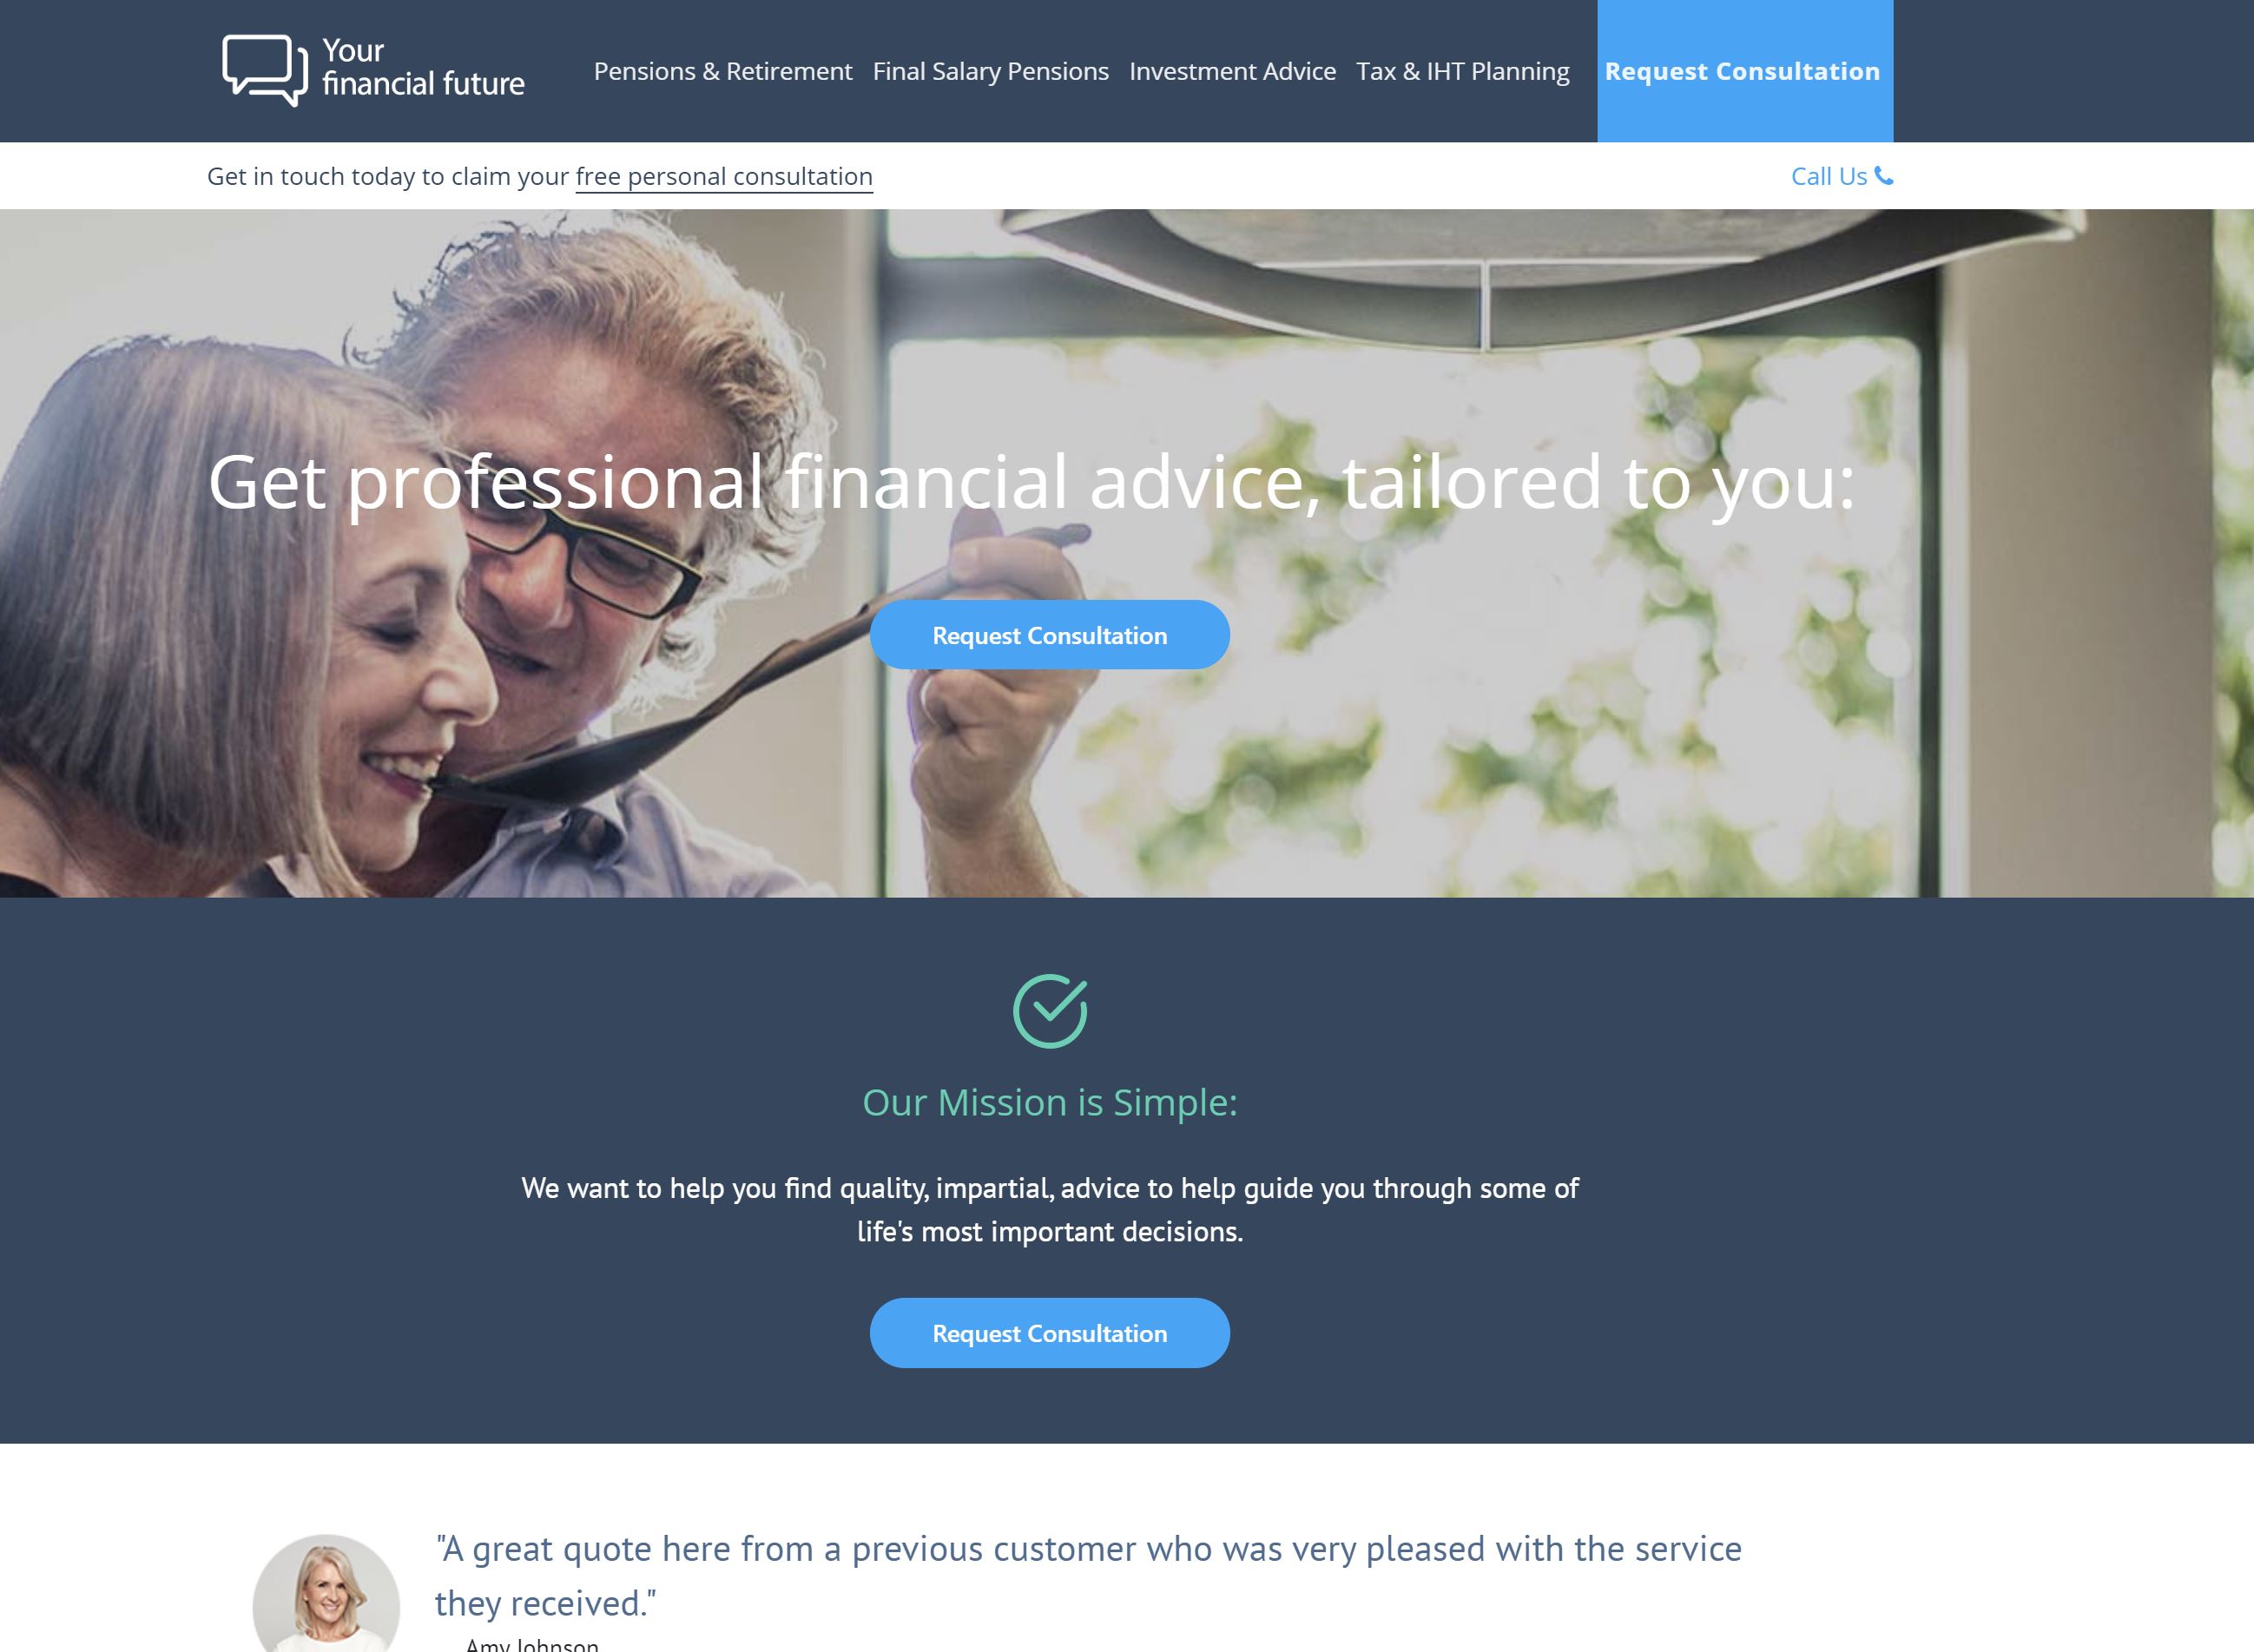 Your
financial future
Pensions & Retirement Final Salary Pensions Investment Advice Tax & IHT Planning Request Consultation
Get in touch today to claim your free personal consultation
Call Us
Get professional financial advice, tailored to you:
Request Consultation
Our Mission is Simple:
We want to help you find quality, impartial, advice to help guide you through some of
life's most important decisions.
Request Consultation
"A great quote here from a previous customer who was very pleased with the service
they received."
Amy Johnson